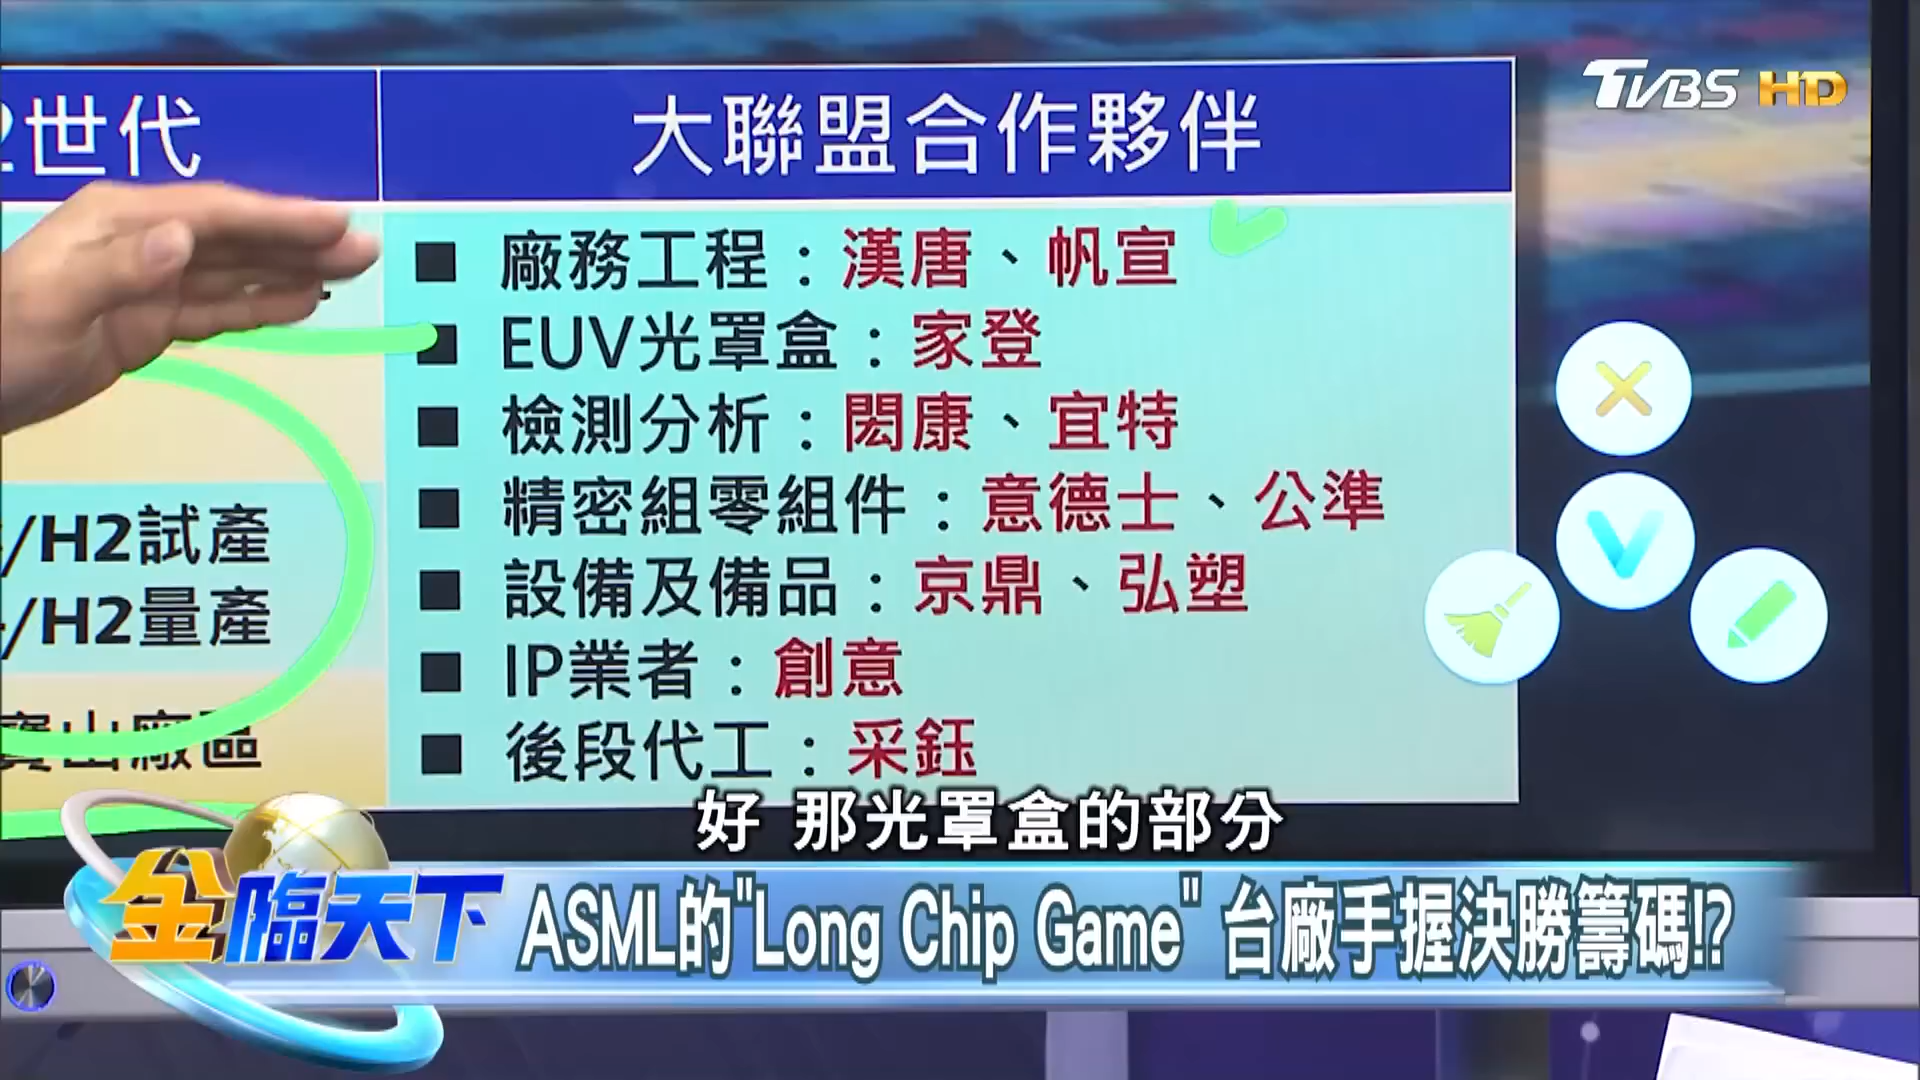 TVBS HD
2世代
大聯盟合作夥伴
■ 廠務工程：漢唐、帆宣
■ EUV光罩盒：家登
■ 檢測分析：閎康、宜特
■ 精密組零組件：意德士、公準
■ 設備及備品：京鼎、弘塑
■ IP業者：創意
■ 後段代工：采鈺
/H2試產
/H2量產
寶山廠區
好 那光罩盒的部分
金臨天下
ASML的"Long Chip Game" 台廠手握決勝籌碼!?